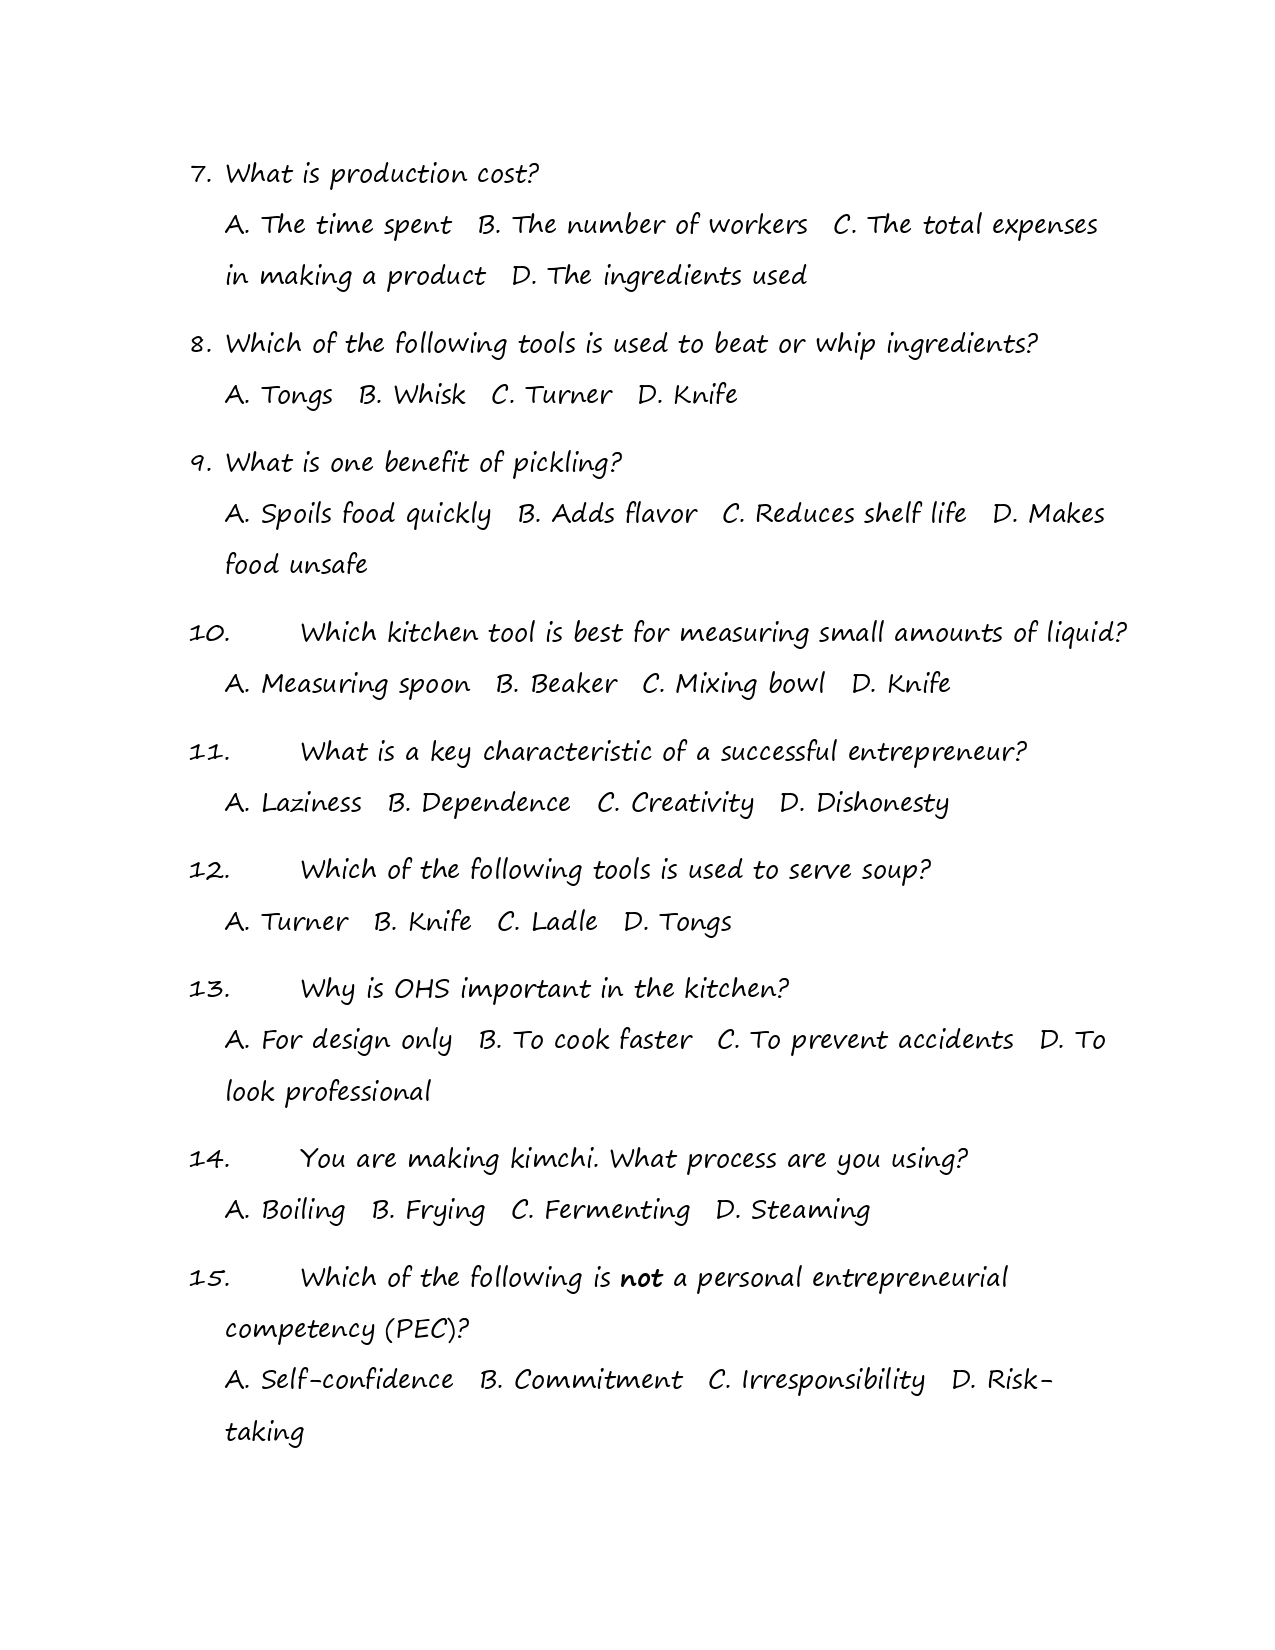 7. What is production cost?
A. The time spent B. The number of workers C. The total expenses
in making a product D. The ingredients used
8. Which of the following tools is used to beat or whip ingredients?
A. Tongs B. Whisk C. Turner D. Knife
9. What is one benefit of pickling?
A. Spoils food quickly B. Adds flavor C. Reduces shelf life D. Makes
food unsafe
10. Which kitchen tool is best for measuring small amounts of liquid?
A. Measuring spoon B. Beaker C. Mixing bowl D. Knife
11. What is a key characteristic of a successful entrepreneur?
A. Laziness B. Dependence C. Creativity D. Dishonesty
12. Which of the following tools is used to serve soup?
A. Turner B. Knife C. Ladle D. Tongs
13. Why is OHS important in the kitchen?
A. For design only B. To cook faster C. To prevent accidents D. To
look professional
14. You are making kimchi. What process are you using?
A. Boiling B. Frying C. Fermenting D. Steaming
15. Which of the following is not a personal entrepreneurial
competency (PEC)?
A. Self-confidence B. Commitment C. Irresponsibility D. Risk-
taking